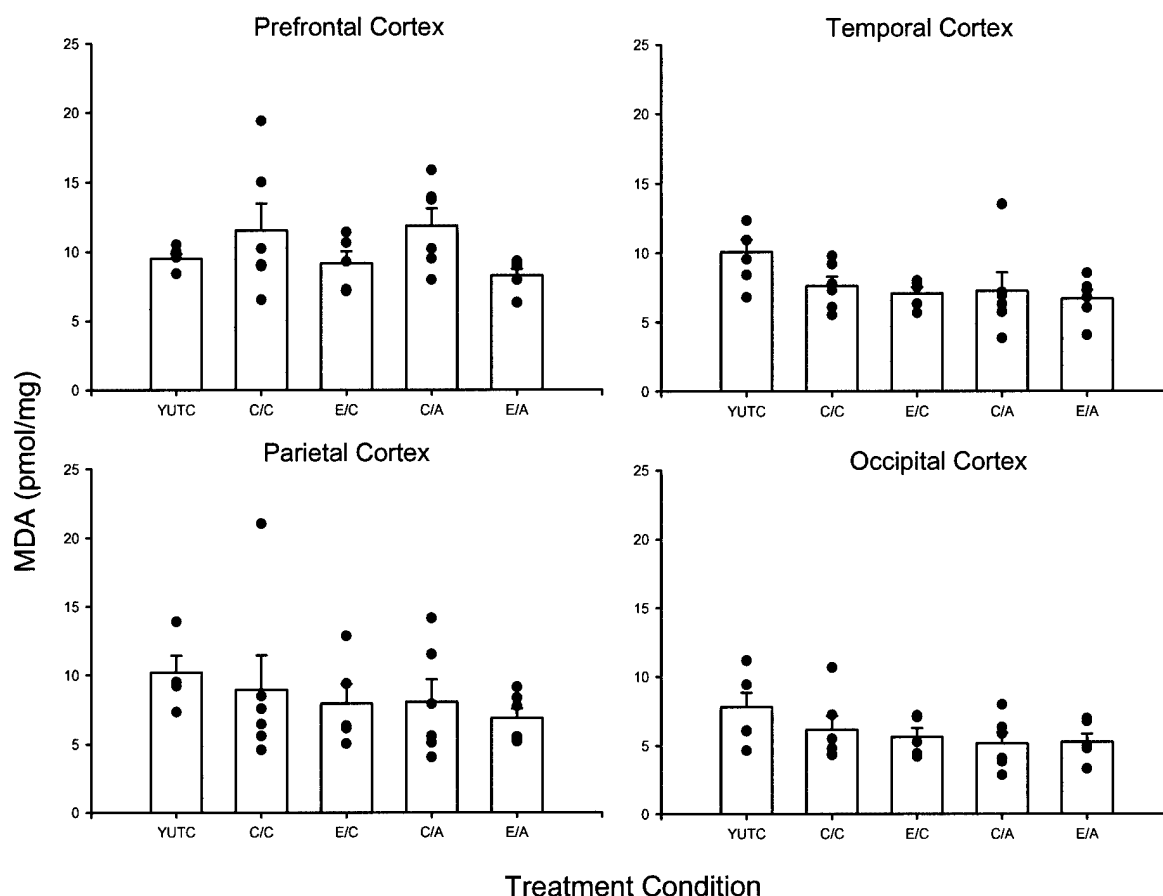 Prefrontal Cortex
25
20
15
10
5
0
YUTC C/C E/C C/A E/A
Temporal Cortex
25
20
15
10
5
0
YUTC C/C E/C C/A E/A
Parietal Cortex
25
20
15
10
5
0
YUTC C/C E/C C/A E/A
Occipital Cortex
25
20
15
10
5
0
YUTC C/C E/C C/A E/A
MDA (pmol/mg)
Treatment Condition